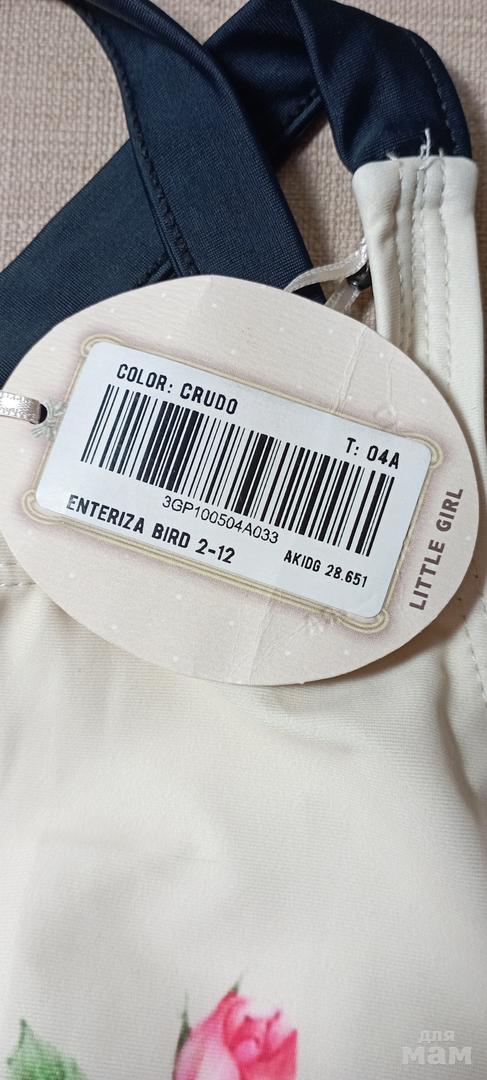 COLOR: CRUDO
T: 04A
3GP100504A033
ENTERIZA BIRD 2-12
AKIDG 28.651
LITTLE GIRL
для
мам